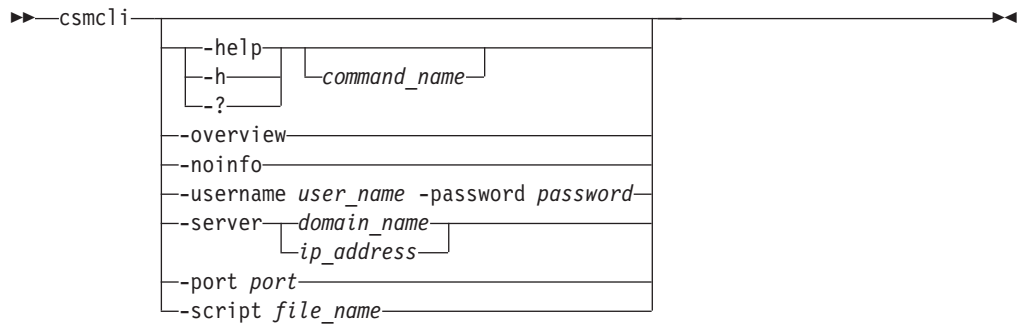 csmcli
-help
-h
command_name
-?
-overview
-noinfo
-username user_name -password password
-server domain_name
ip_address
-port port
-script file_name